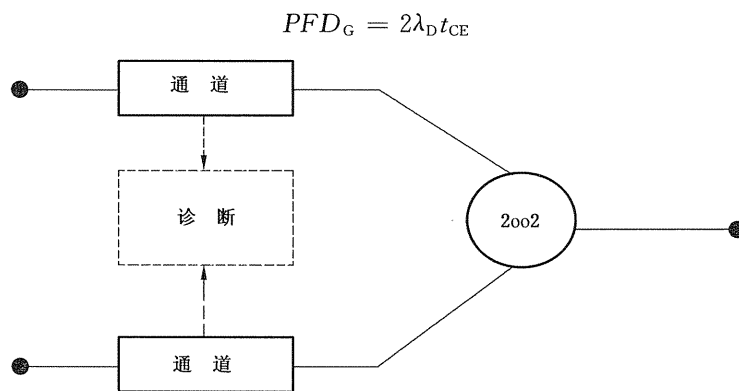 PFD_G = 2λ_D t_CE
通 道
诊 断
2oo2
通 道